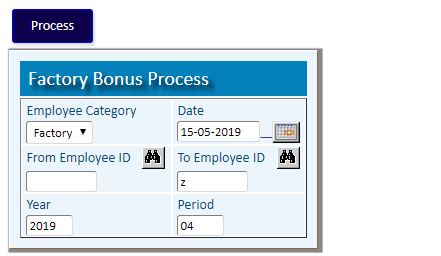 Process
Factory Bonus Process
Employee Category Date
Factory 15-05-2019
From Employee ID To Employee ID
z
Year Period
2019 04